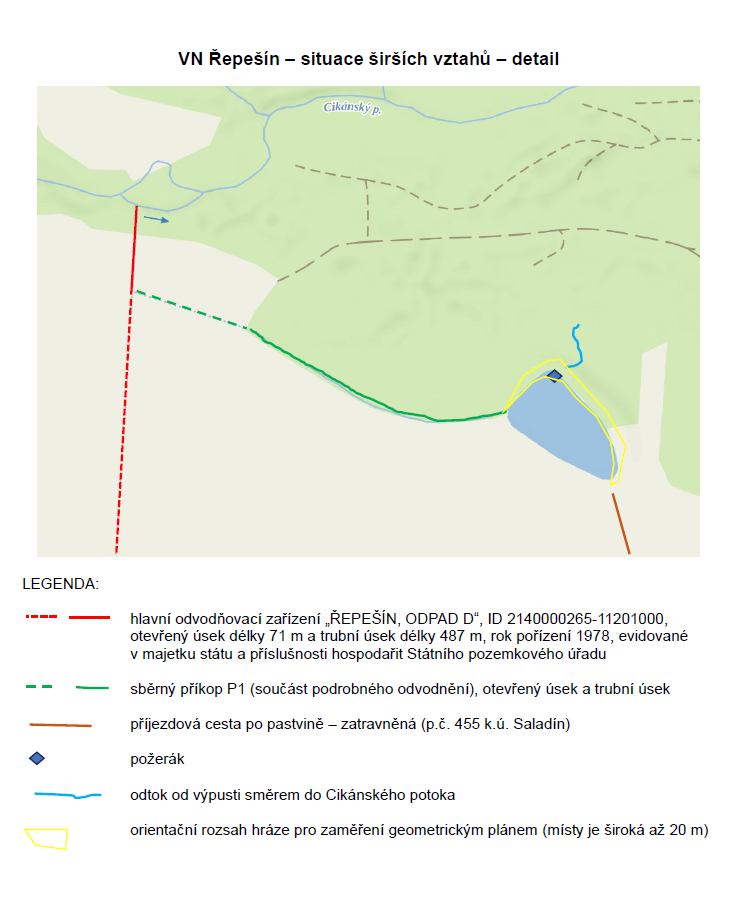 VN Řepešín – situace širších vztahů – detail
Cikánský p.
LEGENDA:
hlavní odvodňovací zařízení „ŘEPEŠÍN, ODPAD D“, ID 2140000265-11201000,
otevřený úsek délky 71 m a trubní úsek délky 487 m, rok pořízení 1978, evidované
v majetku státu a příslušnosti hospodařit Státního pozemkového úřadu
sběrný příkop P1 (součást podrobného odvodnění), otevřený úsek a trubní úsek
příjezdová cesta po pastvině – zatravněná (p.č. 455 k.ú. Saladín)
požerák
odtok od výpusti směrem do Cikánského potoka
orientační rozsah hráze pro zaměření geometrickým plánem (místy je široká až 20 m)